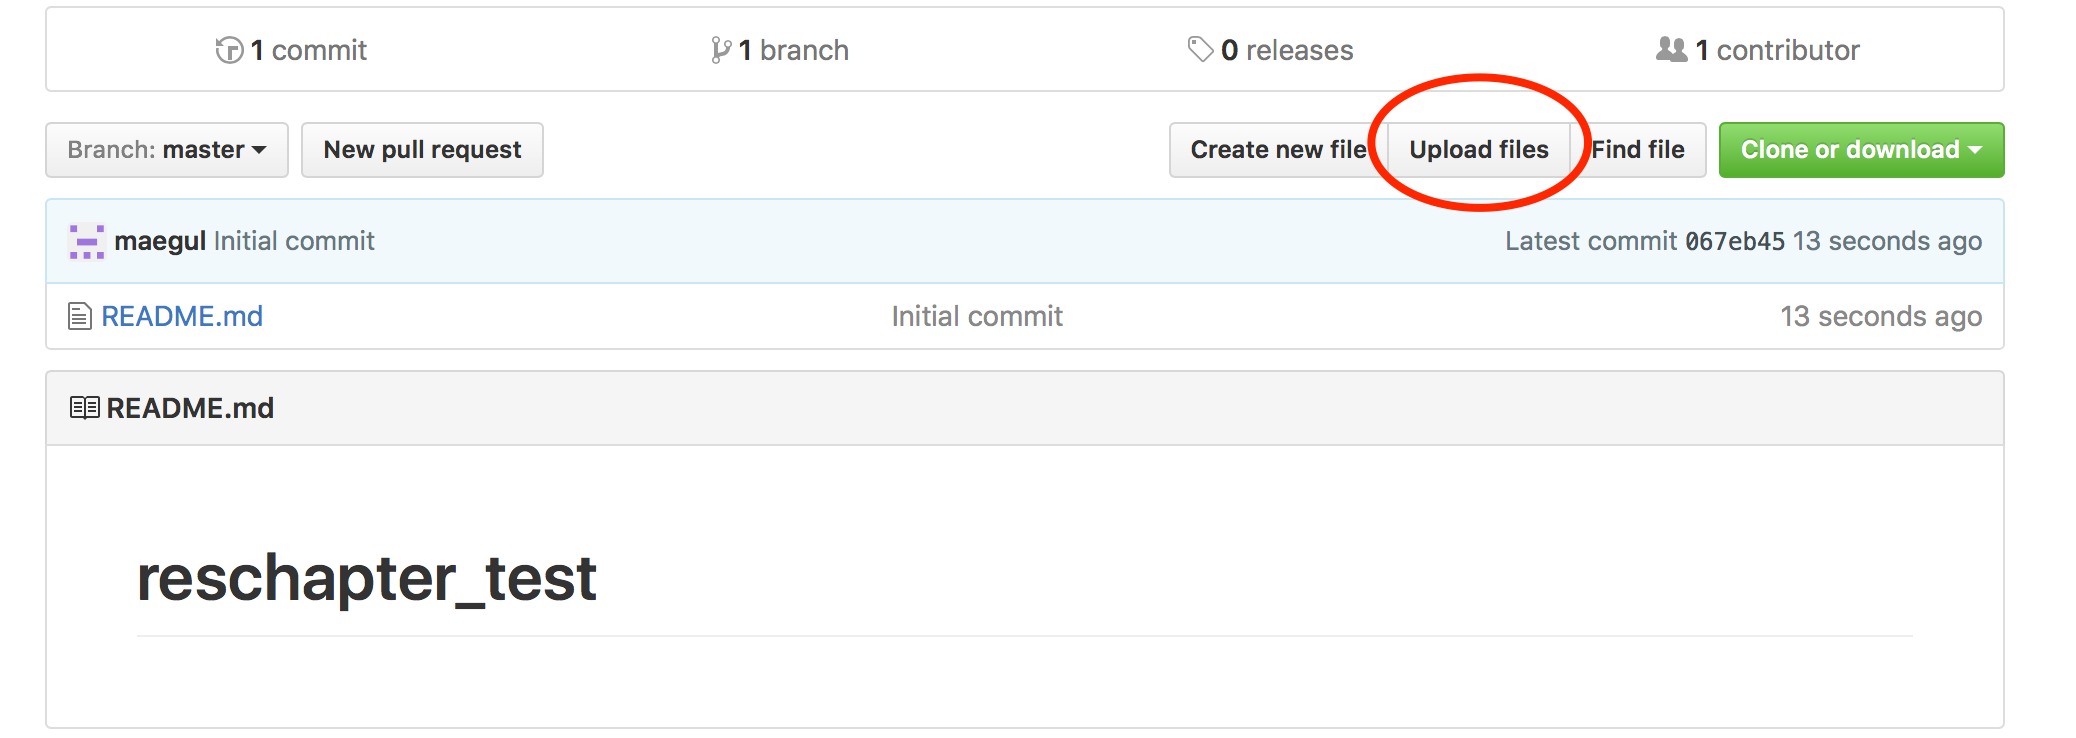 1 commit 1 branch 0 releases 1 contributor
Branch: master New pull request Create new file Upload files Find file Clone or download
maegul Initial commit Latest commit 067eb45 13 seconds ago
README.md Initial commit 13 seconds ago
README.md
reschapter_test